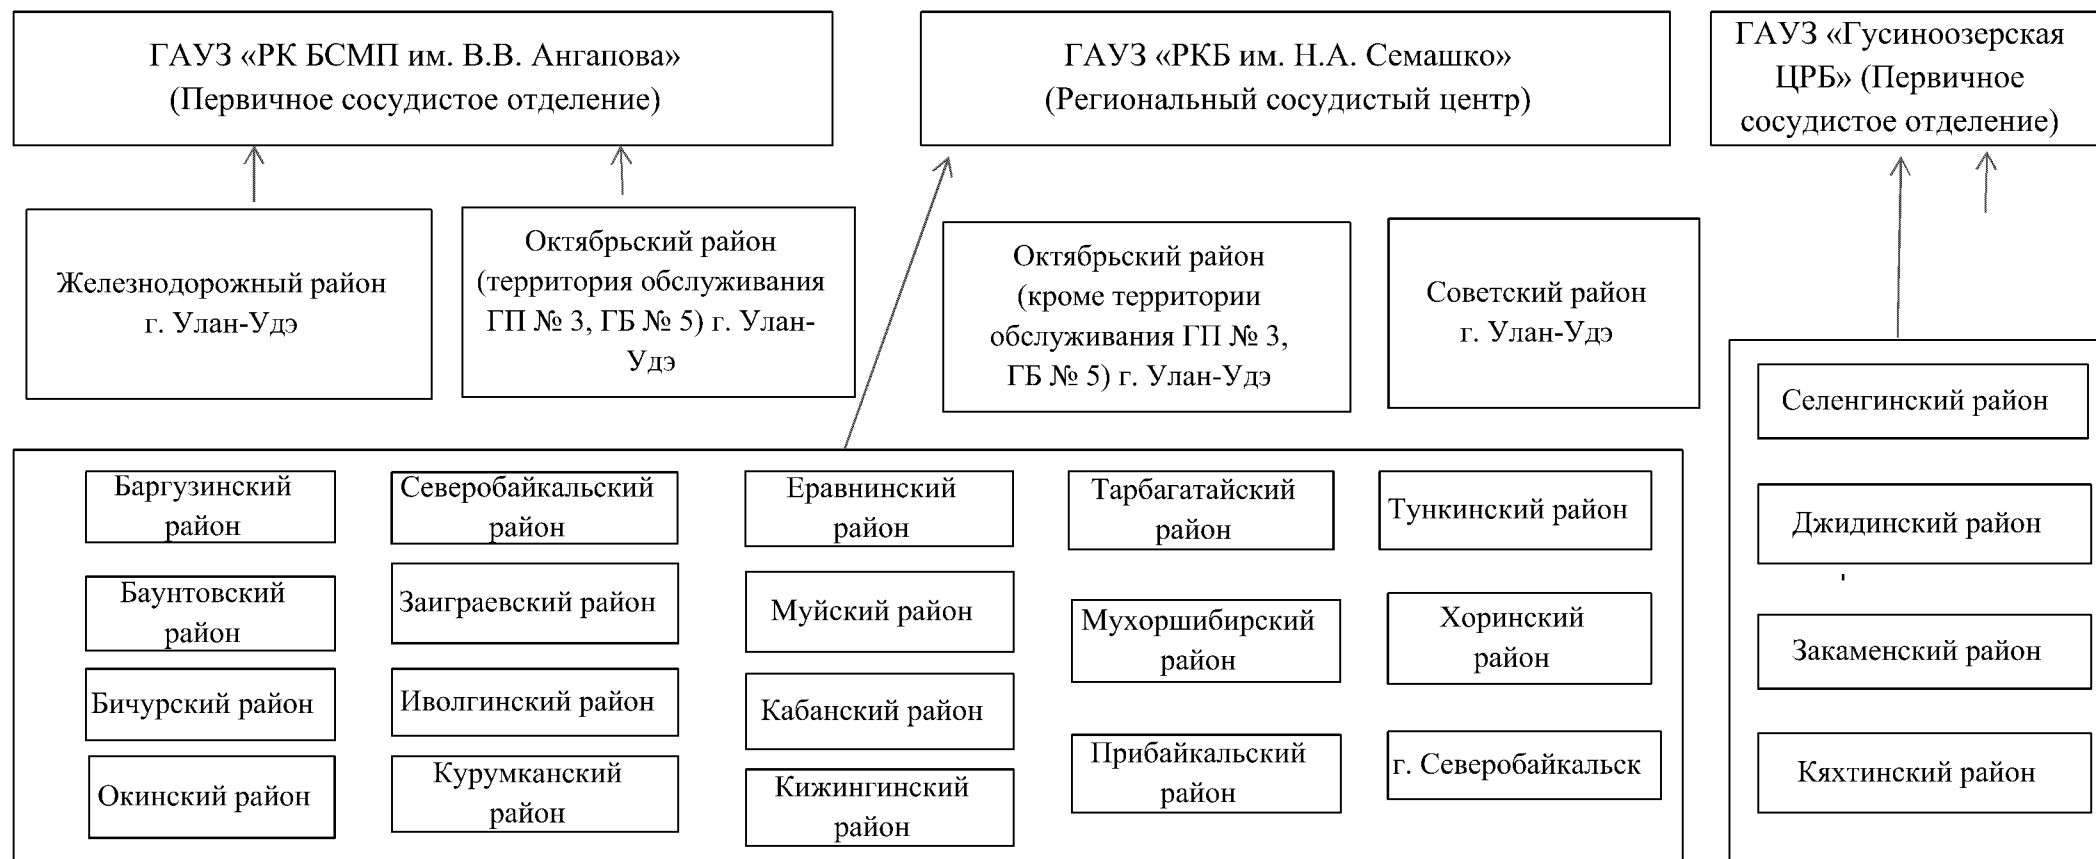 ГАУЗ «РК БСМП им. В.В. Ангапова»
(Первичное сосудистое отделение)
ГАУЗ «РКБ им. Н.А. Семашко»
(Региональный сосудистый центр)
ГАУЗ «Гусиноозерская
ЦРБ» (Первичное
сосудистое отделение)
Железнодорожный район
г. Улан-Удэ
Октябрьский район
(территория обслуживания
ГП № 3, ГБ № 5) г. Улан-
Удэ
Октябрьский район
(кроме территории
обслуживания ГП № 3,
ГБ № 5) г. Улан-Удэ
Советский район
г. Улан-Удэ
Баргузинский
район
Северобайкальский
район
Еравнинский
район
Тарбагатайский
район
Тункинский район
Баунтовский
район
Заиграевский район
Муйский район
Мухоршибирский
район
Хоринский
район
Бичурский район
Иволгинский район
Кабанский район
Прибайкальский
район
г. Северобайкальск
Окинский район
Курумканский
район
Кижингинский
район
Селенгинский район
Джидинский район
Закаменский район
Кяхтинский район